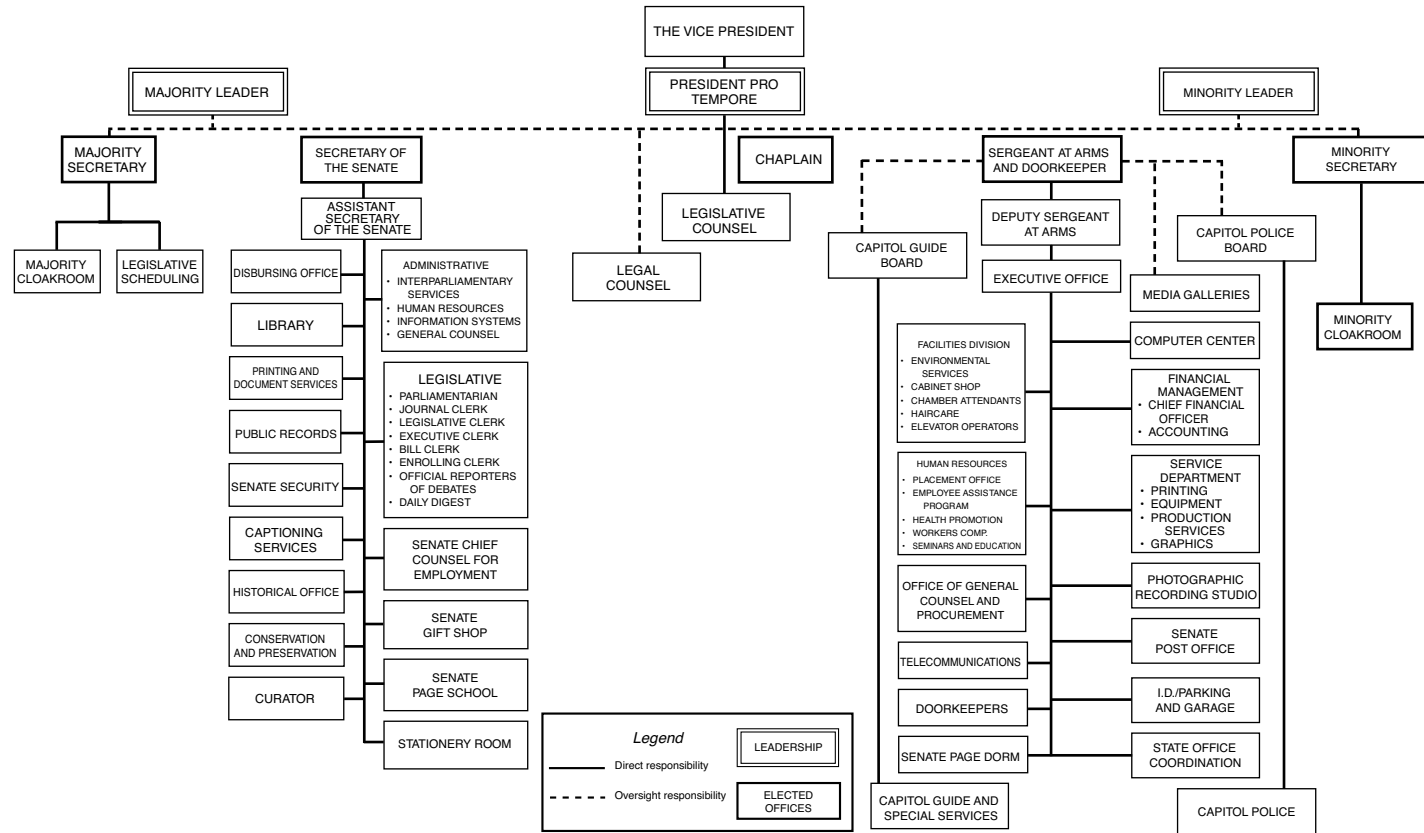 THE VICE PRESIDENT
PRESIDENT PRO
TEMPORE
MAJORITY LEADER
MINORITY LEADER
MAJORITY
SECRETARY
SECRETARY OF
THE SENATE
CHAPLAIN
SERGEANT AT ARMS
AND DOORKEEPER
MINORITY
SECRETARY
ASSISTANT
SECRETARY
OF THE SENATE
LEGISLATIVE
COUNSEL
DEPUTY SERGEANT
AT ARMS
CAPITOL GUIDE
BOARD
CAPITOL POLICE
BOARD
MAJORITY
CLOAKROOM
LEGISLATIVE
SCHEDULING
LEGAL
COUNSEL
EXECUTIVE OFFICE
MEDIA GALLERIES
MINORITY
CLOAKROOM
DISBURSING OFFICE
LIBRARY
PRINTING AND
DOCUMENT SERVICES
PUBLIC RECORDS
SENATE SECURITY
CAPTIONING
SERVICES
HISTORICAL OFFICE
CONSERVATION
AND PRESERVATION
CURATOR
ADMINISTRATIVE
• INTERPARLIAMENTARY
SERVICES
• HUMAN RESOURCES
• INFORMATION SYSTEMS
• GENERAL COUNSEL
LEGISLATIVE
• PARLIAMENTARIAN
• JOURNAL CLERK
• LEGISLATIVE CLERK
• EXECUTIVE CLERK
• BILL CLERK
• ENROLLING CLERK
• OFFICIAL REPORTERS
OF DEBATES
• DAILY DIGEST
SENATE CHIEF
COUNSEL FOR
EMPLOYMENT
SENATE
GIFT SHOP
SENATE
PAGE SCHOOL
STATIONERY ROOM
FACILITIES DIVISION
• ENVIRONMENTAL
SERVICES
• CABINET SHOP
• CHAMBER ATTENDANTS
• HAIRCARE
• ELEVATOR OPERATORS
HUMAN RESOURCES
• PLACEMENT OFFICE
• EMPLOYEE ASSISTANCE
PROGRAM
• HEALTH PROMOTION
• WORKERS COMP.
• SEMINARS AND EDUCATION
OFFICE OF GENERAL
COUNSEL AND
PROCUREMENT
TELECOMMUNICATIONS
DOORKEEPERS
SENATE PAGE DORM
COMPUTER CENTER
FINANCIAL
MANAGEMENT
• CHIEF FINANCIAL
OFFICER
• ACCOUNTING
SERVICE
DEPARTMENT
• PRINTING
• EQUIPMENT
• PRODUCTION
SERVICES
• GRAPHICS
PHOTOGRAPHIC
RECORDING STUDIO
SENATE
POST OFFICE
I.D./PARKING
AND GARAGE
STATE OFFICE
COORDINATION
CAPITOL GUIDE AND
SPECIAL SERVICES
CAPITOL POLICE
Legend
Direct responsibility
Oversight responsibility
LEADERSHIP
ELECTED
OFFICES